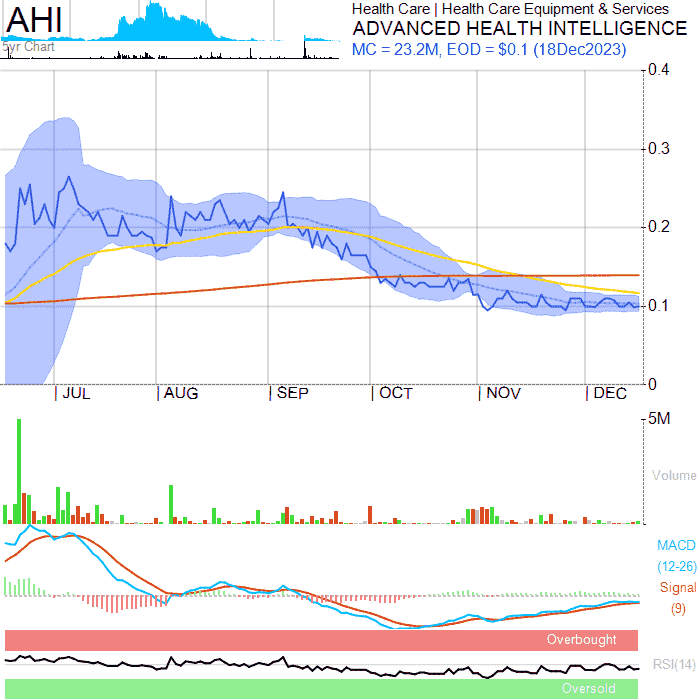 AHI
5yr Chart
Health Care | Health Care Equipment & Services
ADVANCED HEALTH INTELLIGENCE
MC = 23.2M, EOD = $0.1 (18Dec2023)
0.4
0.3
0.2
0.1
0
JUL AUG SEP OCT NOV DEC
5M
Volume
MACD
(12-26)
Signal
(9)
Overbought
RSI(14)
Oversold